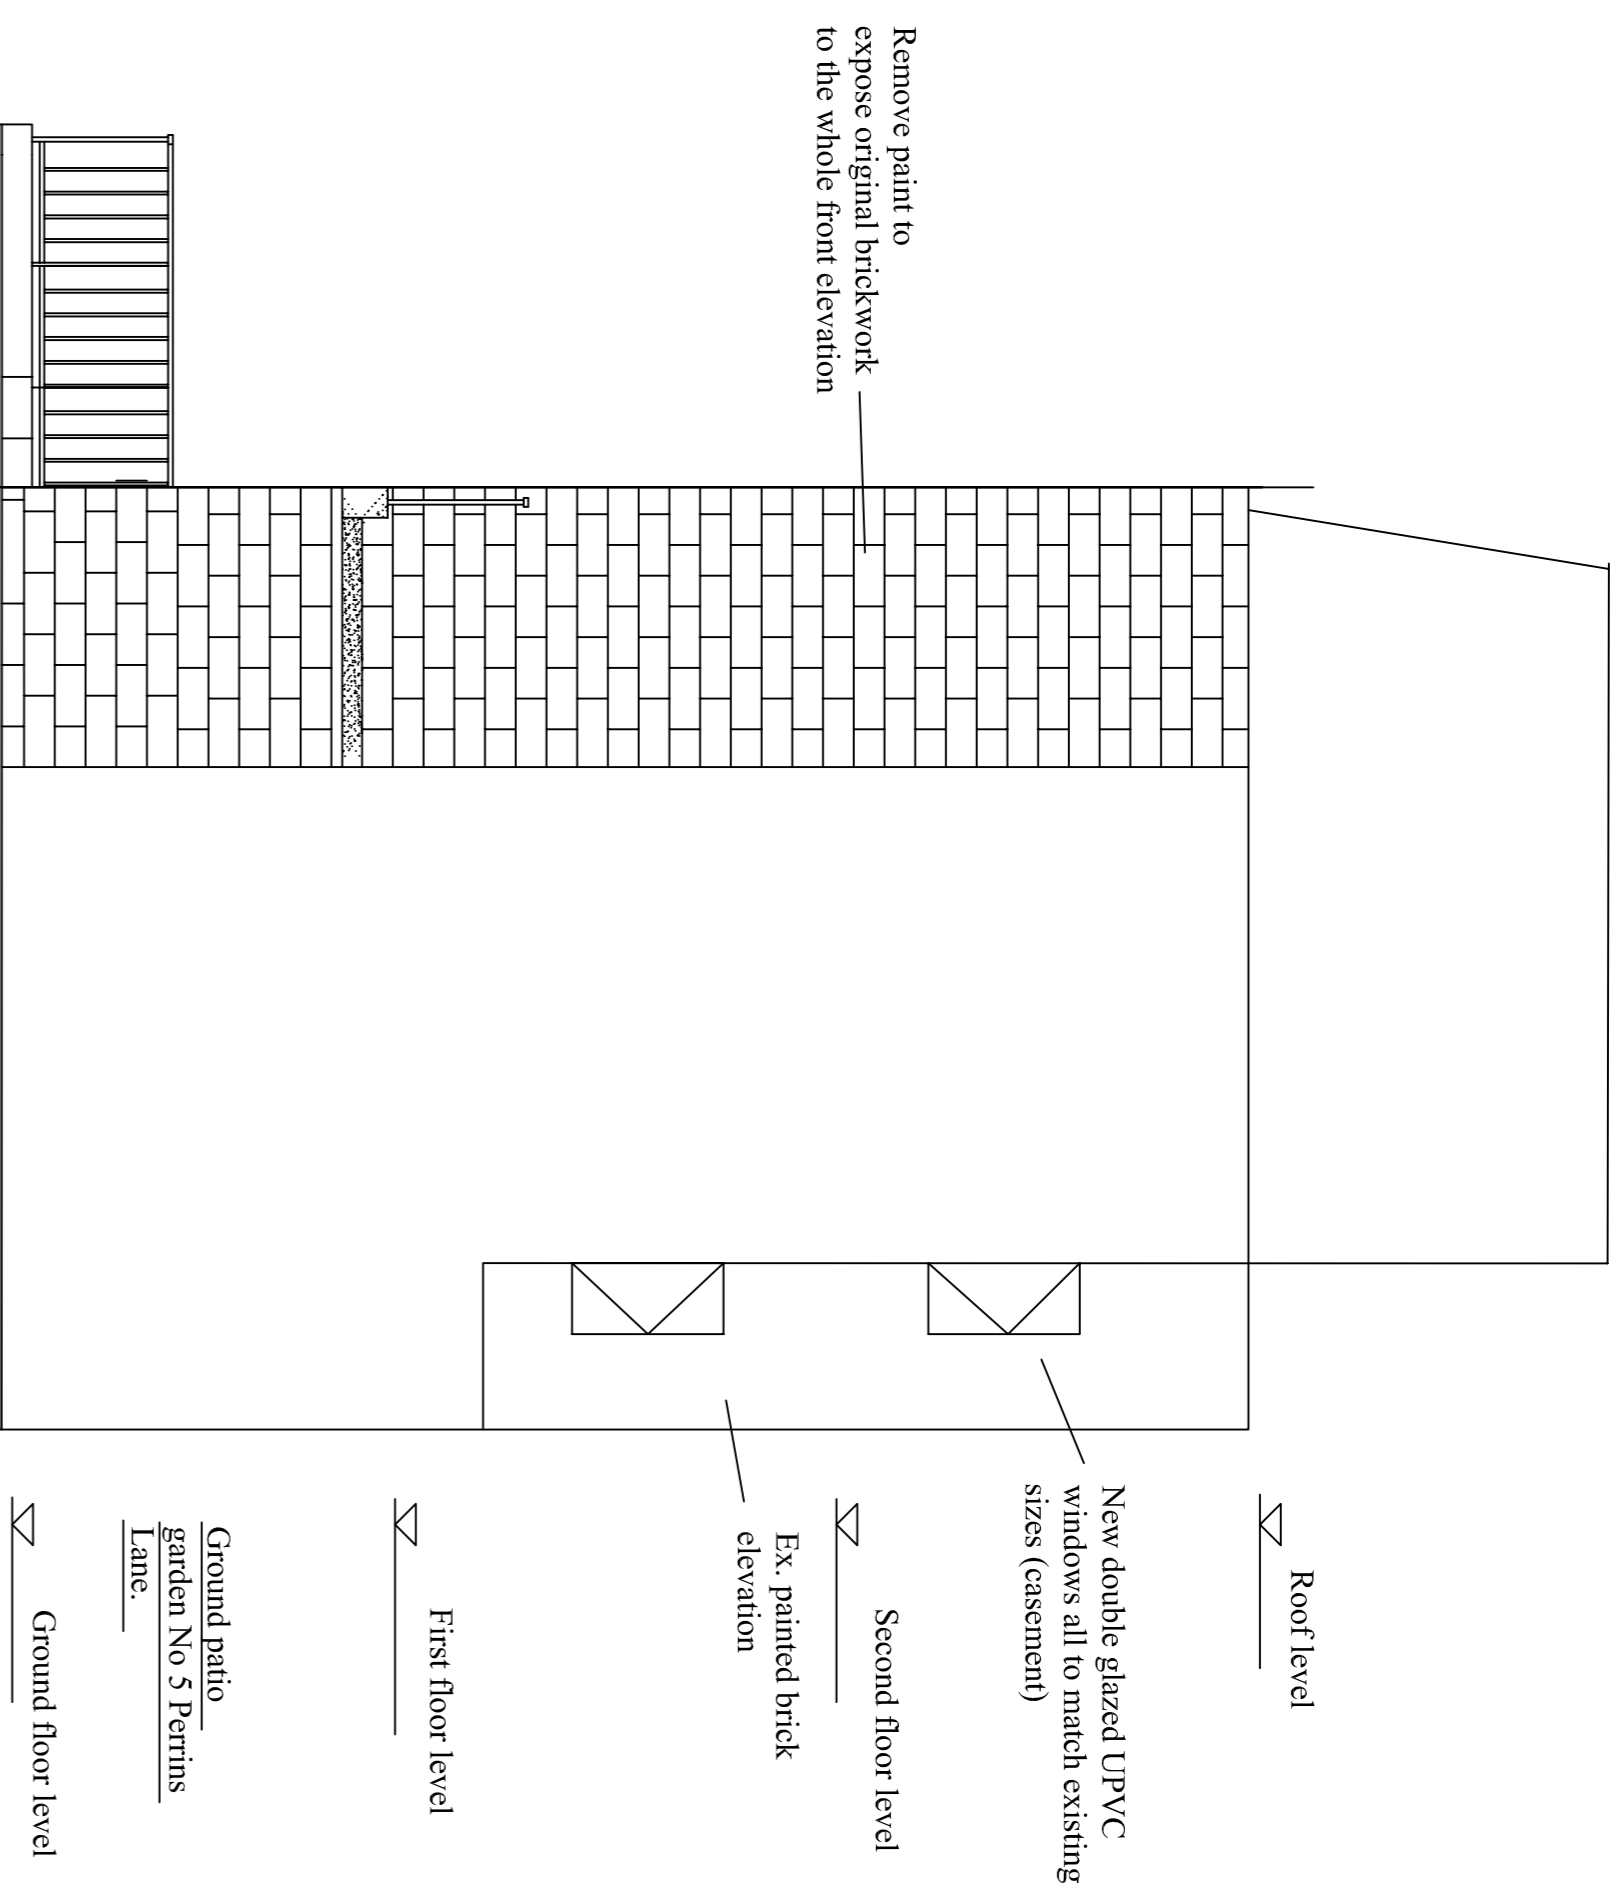 Remove paint to
expose original brickwork
to the whole front elevation
Roof level
New double glazed UPVC
windows all to match existing
sizes (casement)
Second floor level
Ex. painted brick
elevation
First floor level
Ground patio
garden No 5 Perrins
Lane.
Ground floor level